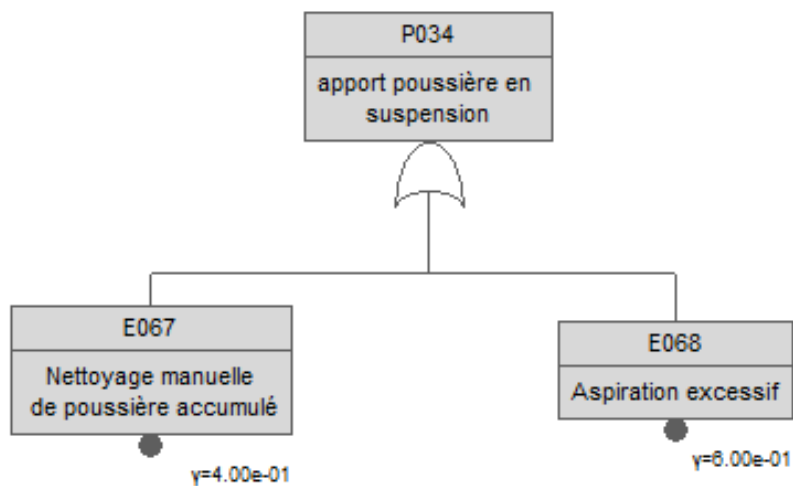 P034
apport poussière en
suspension
E067
Nettoyage manuelle
de poussière accumulé
γ=4.00e-01
E068
Aspiration excessif
γ=6.00e-01